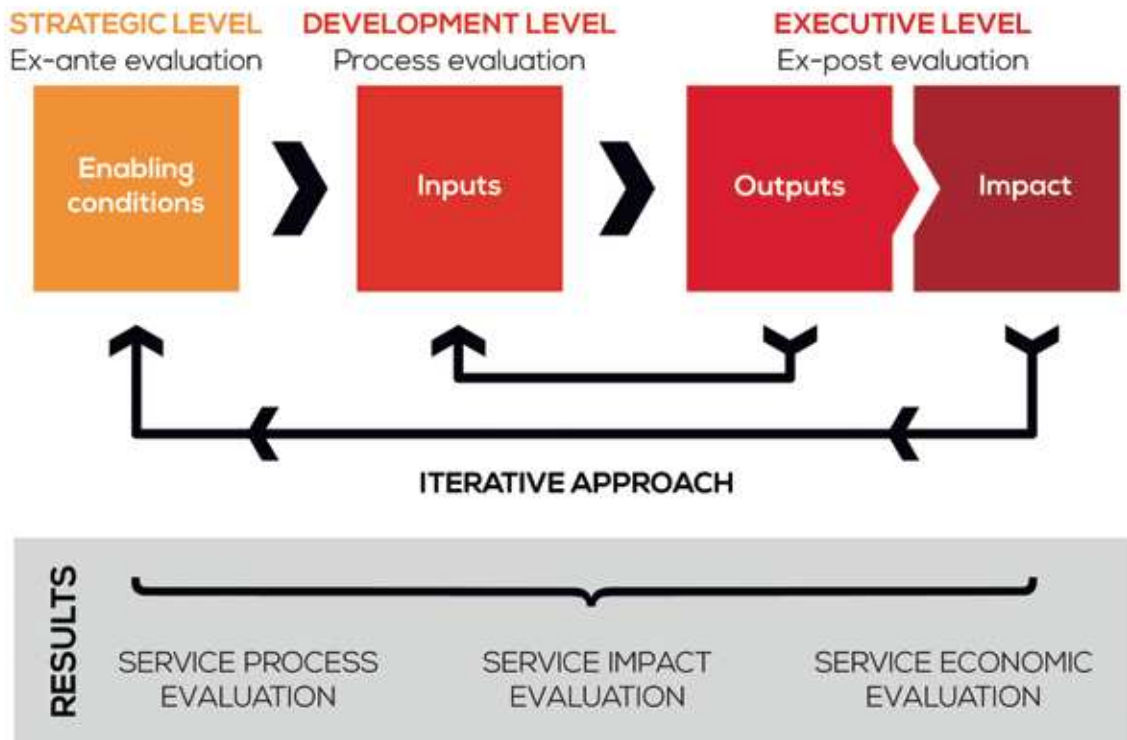 STRATEGIC LEVEL
Ex-ante evaluation
DEVELOPMENT LEVEL
Process evaluation
EXECUTIVE LEVEL
Ex-post evaluation
Enabling
conditions
Inputs
Outputs
Impact
ITERATIVE APPROACH
RESULTS
SERVICE PROCESS
EVALUATION
SERVICE IMPACT
EVALUATION
SERVICE ECONOMIC
EVALUATION